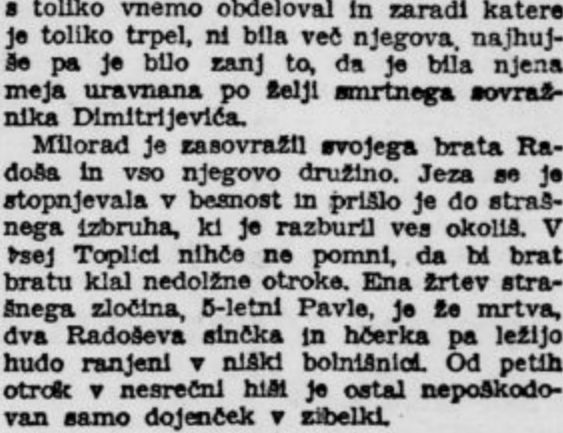 s toliko vnemo obdeloval in zaradi katere
je toliko trpel, ni bila več njegova, najhuj-
še pa je bilo zanj to, da je bila njena
meja uravnana po želji smrtnega sovraž-
nika Dimitrijevića.
Milorad je zasovražil svojega brata Ra-
doša in vso njegovo družino. Jeza se je
stopnjevala v besnost in prišlo je do straš-
nega izbruha, ki je razburil ves okoliš. V
vsej Toplici nihče ne pomni, da bi brat
bratu klal nedolžne otroke. Ena žrtev stra-
šnega zločina, 5-letni Pavle, je že mrtva,
dva Radoševa sinčka in hčerka pa ležijo
hudo ranjeni v niški bolnišnici. Od petih
otrok v nesrečni hiši je ostal nepoškodo-
van samo dojenček v zibelki.